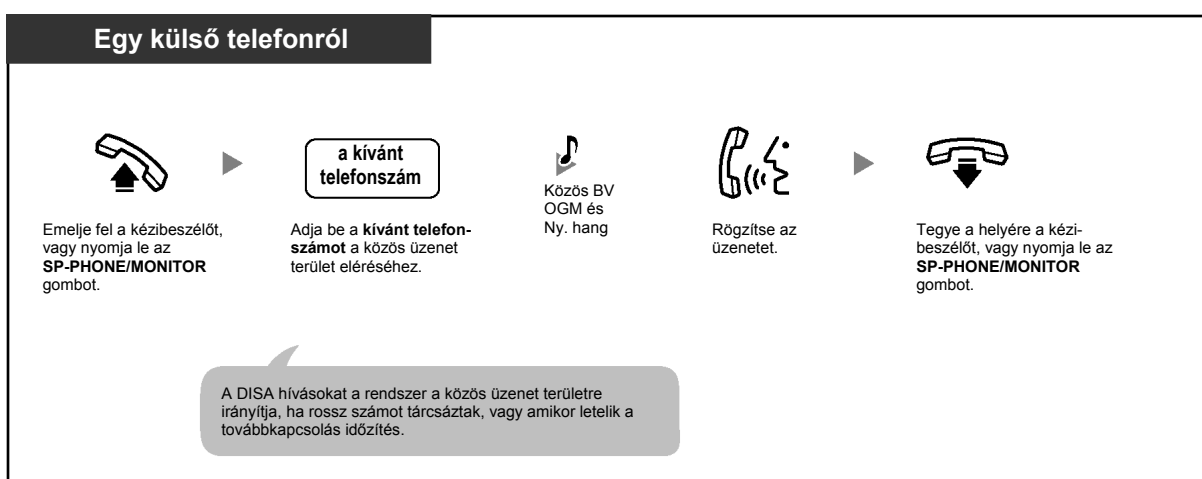 Egy külső telefonról
a kívánt
telefonszám
Közös BV
OGM és
Ny. hang
Emelje fel a kézibeszélőt,
vagy nyomja le az
SP-PHONE/MONITOR
gombot.
Adja be a kívánt telefon-
számot a közös üzenet
terület eléréséhez.
Rögzítse az
üzenetet.
Tegye a helyére a kézi-
beszélőt, vagy nyomja le az
SP-PHONE/MONITOR
gombot.
A DISA hívásokat a rendszer a közös üzenet területre
irányítja, ha rossz számot tárcsáztak, vagy amikor letelik a
továbbkapcsolás időzítés.